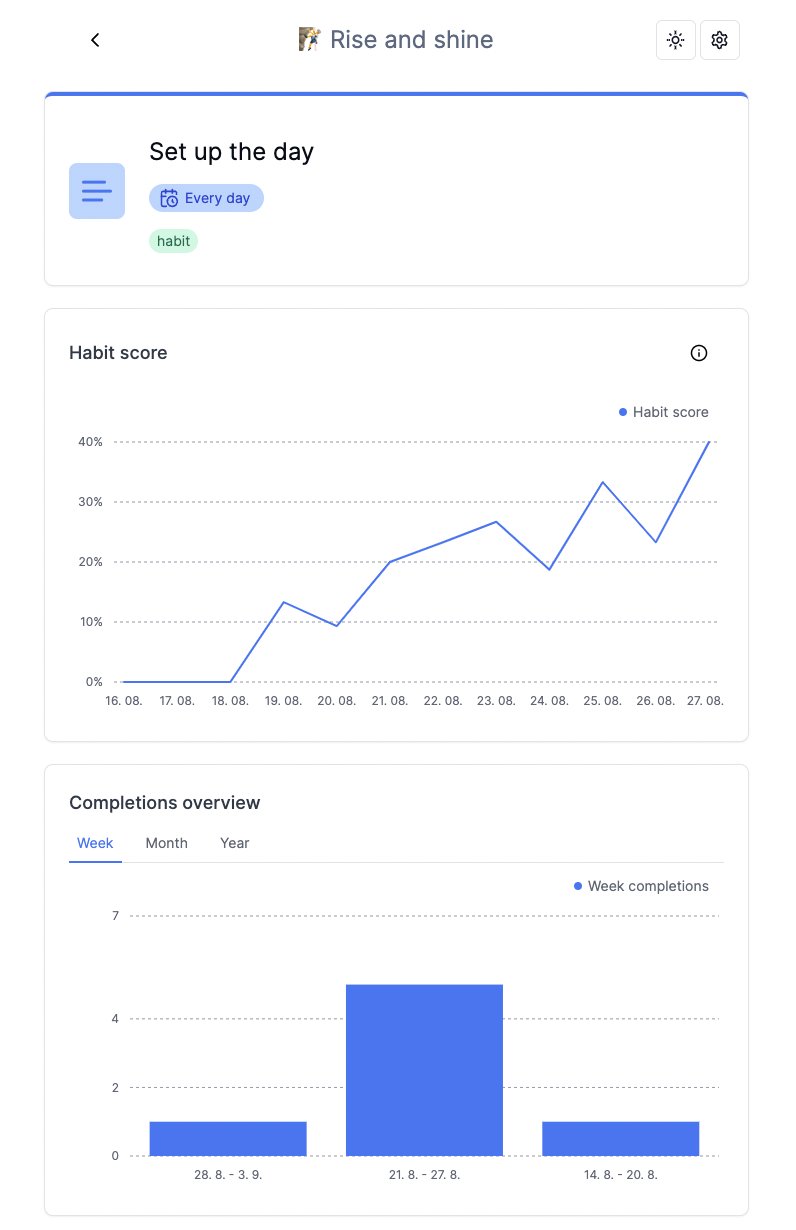 Rise and shine
Set up the day
Every day
habit
Habit score
Habit score
40%
30%
20%
10%
0%
16. 08. 17. 08. 18. 08. 19. 08. 20. 08. 21. 08. 22. 08. 23. 08. 24. 08. 25. 08. 26. 08. 27. 08.
Completions overview
Week Month Year
Week completions
7
4
2
0
28. 8. - 3. 9. 21. 8. - 27. 8. 14. 8. - 20. 8.